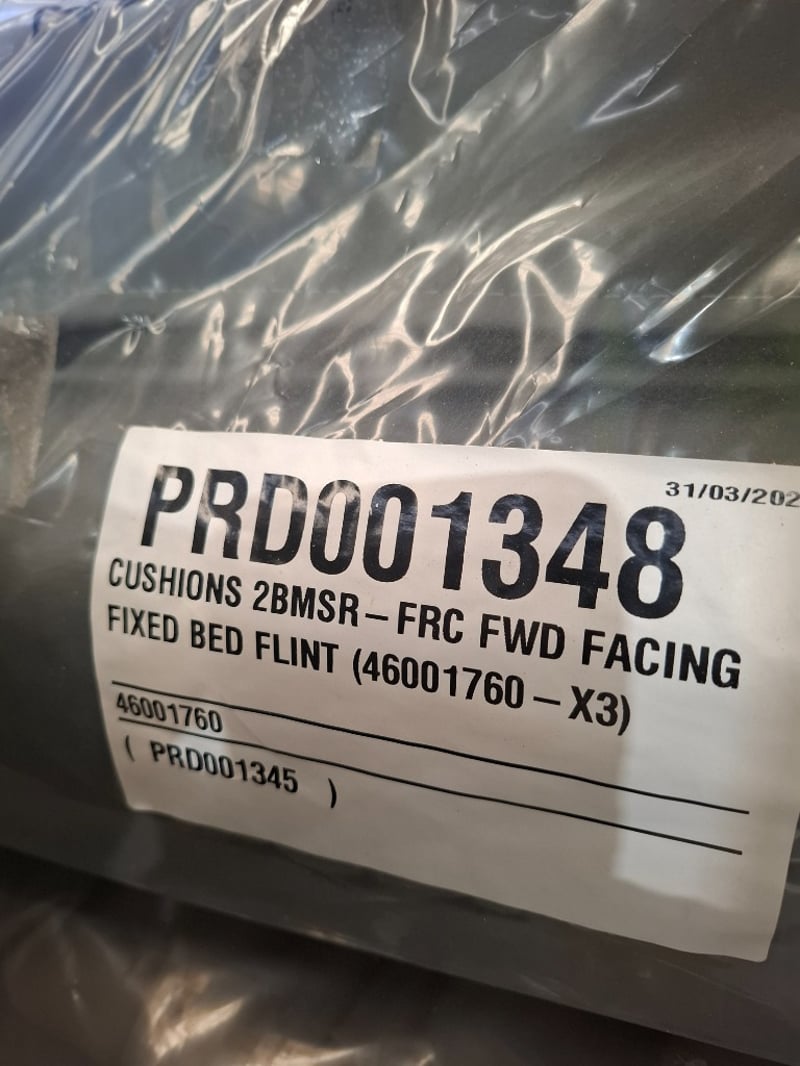 31/03/202
PRD001348
CUSHIONS 2BMSR-FRC FWD FACING
FIXED BED FLINT (46001760-X3)
46001760
( PRD001345 )